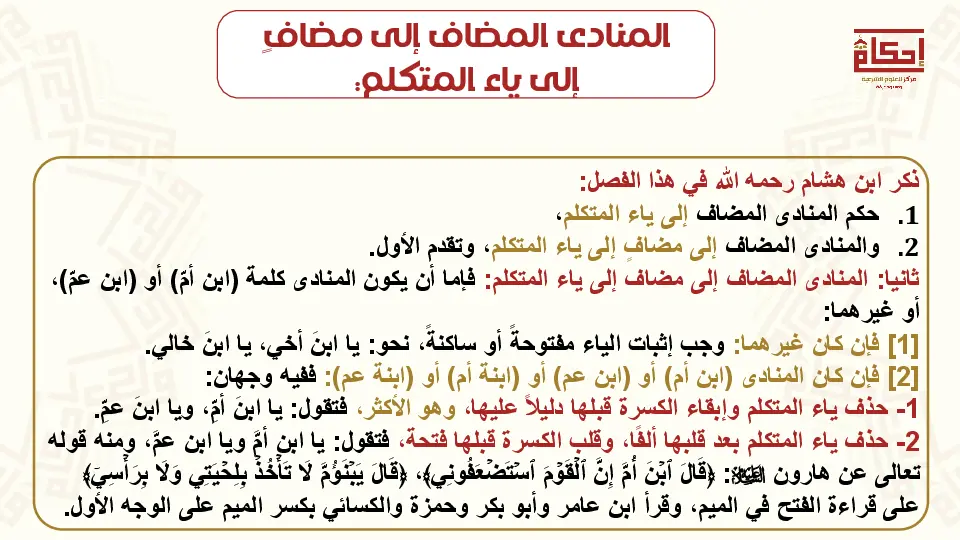 المنادى المضاف إلى مضافٍ
إلى ياء المتكلم:
إحكام
مركز للعلوم الشرعية
ذكر ابن هشام رحمه الله في هذا الفصل:
1. حكم المنادى المضاف إلى ياء المتكلم،
2. والمنادى المضاف إلى مضافٍ إلى ياء المتكلم، وتقدم الأول.
ثانيا: المنادى المضاف إلى مضاف إلى ياء المتكلم: فإما أن يكون المنادى كلمة (ابن أمّ) أو (ابن عمّ)،
أو غيرهما:
[1] فإن كان غيرهما: وجب إثبات الياء مفتوحةً أو ساكنةً، نحو: يا ابنَ أخي، يا ابنَ خالي.
[2] فإن كان المنادى (ابن أم) أو (ابن عم) أو (ابنة أم) أو (ابنة عم): ففيه وجهان:
1- حذف ياء المتكلم وإبقاء الكسرة قبلها دليلاً عليها، وهو الأكثر، فتقول: يا ابنَ أمِّ، ويا ابنَ عمِّ.
2- حذف ياء المتكلم بعد قلبها ألفًا، وقلب الكسرة قبلها فتحة، فتقول: يا ابن أمَّ ويا ابن عمَّ، ومنه قوله
تعالى عن هارون ﷺ: ﴿قَالَ ٱبْنَ أُمَّ إِنَّ ٱلْقَوْمَ ٱسْتَضْعَفُونِي﴾، ﴿قَالَ يَبْنَؤُمَّ لَا تَأْخُذْ بِلِحْيَتِي وَلَا بِرَأْسِيٓ﴾
على قراءة الفتح في الميم، وقرأ ابن عامر وأبو بكر وحمزة والكسائي بكسر الميم على الوجه الأول.